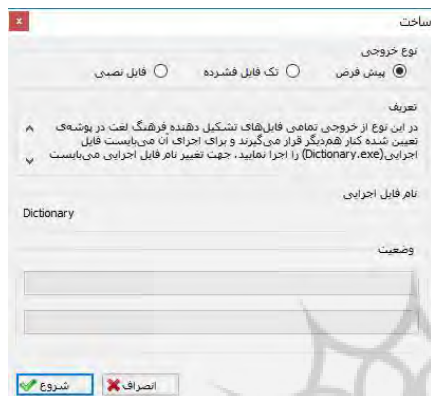 ساخت
x
نوع خروجی
پیش فرض تک فایل فشرده فایل نصبی
تعریف
در این نوع از خروجی تمامی فایل‌های تشکیل دهنده فرهنگ لغت در پوشه‌ی
تعیین شده کنار هم‌دیگر قرار می‌گیرند و برای اجرای آن می‌بایست فایل
اجرایی(Dictionary.exe) را اجرا نمایید. جهت تغییر نام فایل اجرایی می‌بایست
نام فایل اجرایی
Dictionary
وضعیت
انصراف شروع